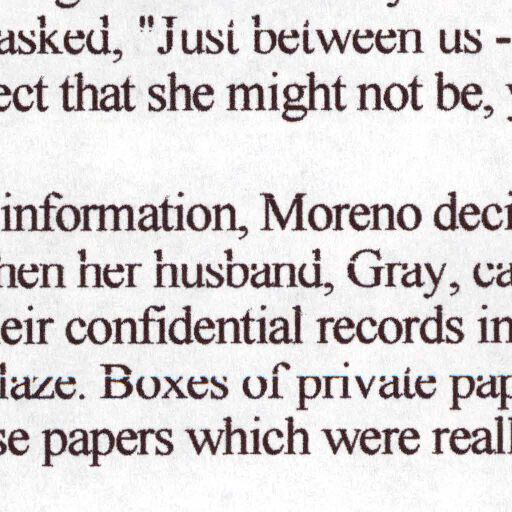 asked, "Just between us -
ect that she might not be,
information, Moreno deci
hen her husband, Gray, ca
eir confidential records in
laze. Boxes of private pap
se papers which were reall